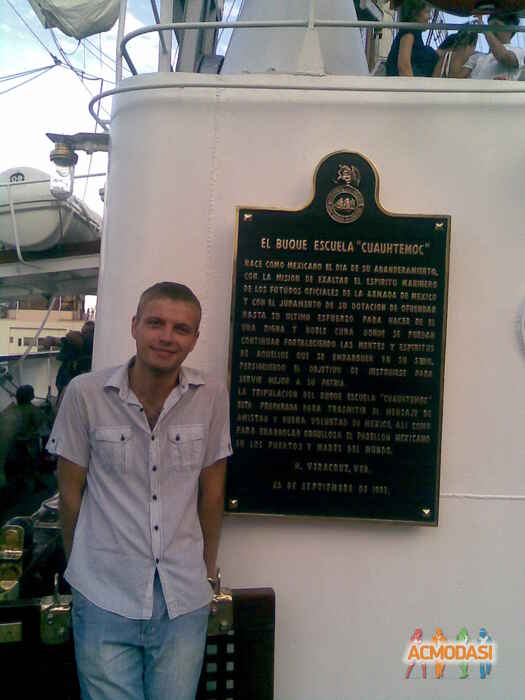 EL BUQUE ESCUELA "CUAUHTEMOC"
NACE COMO MEXICANO EL DIA DE SU ABANDERAMIENTO,
CON LA MISION DE EXALTAR EL ESPIRITU MARINERO
DE LOS FUTUROS OFICIALES DE LA ARMADA DE MEXICO
Y CON EL JURAMENTO DE SU DOTACION DE OFRENDAR
HASTA SU ULTIMO ESFUERZO PARA HACER DE EL
UNA DIGNA Y NOBLE CUNA DONDE SE PUEDAN
CONTINUAR FORTALECIENDO LAS MENTES Y ESPIRITUS
DE AQUELLOS QUE SE EMBARQUEN EN SU SENO,
PERSIGUIENDO EL OBJETIVO DE INSTRUIRSE PARA
SERVIR MEJOR A SU PATRIA.
LA TRIPULACION DEL BUQUE ESCUELA "CUAUHTEMOC"
ESTA PREPARADA PARA TRASMITIR EL MENSAJE DE
AMISTAD Y BUENA VOLUNTAD DE MEXICO, ASI COMO
PARA ENARBOLAR ORGULLOSA EL PABELLON MEXICANO
EN LOS PUERTOS Y MARES DEL MUNDO.
H. VERACRUZ, VER.
DE SEPTIEMBRE DE
ACMODASI